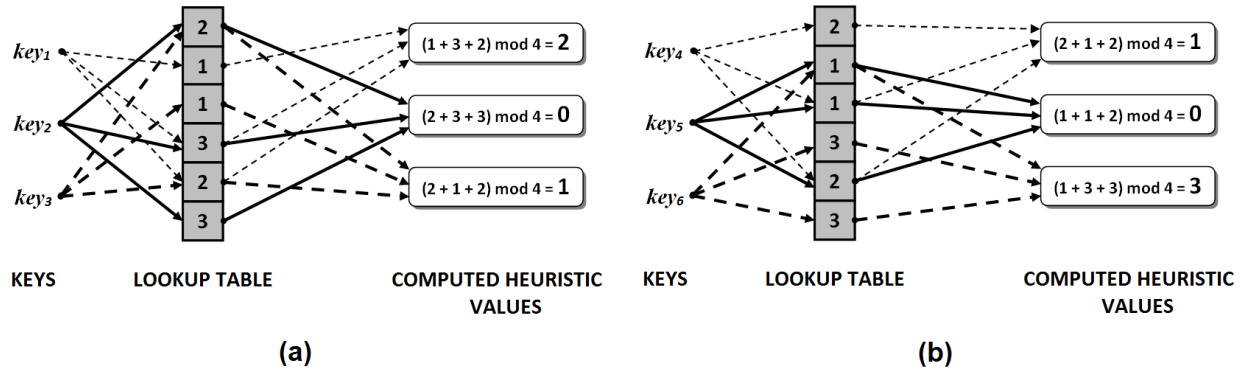 key₁
key₂
key₃
2
1
1
3
2
3
(1 + 3 + 2) mod 4 = 2
(2 + 3 + 3) mod 4 = 0
(2 + 1 + 2) mod 4 = 1
KEYS
LOOKUP TABLE
COMPUTED HEURISTIC
VALUES
(a)
key₄
key₅
key₆
2
1
1
3
2
3
(2 + 1 + 2) mod 4 = 1
(1 + 1 + 2) mod 4 = 0
(1 + 3 + 3) mod 4 = 3
KEYS
LOOKUP TABLE
COMPUTED HEURISTIC
VALUES
(b)